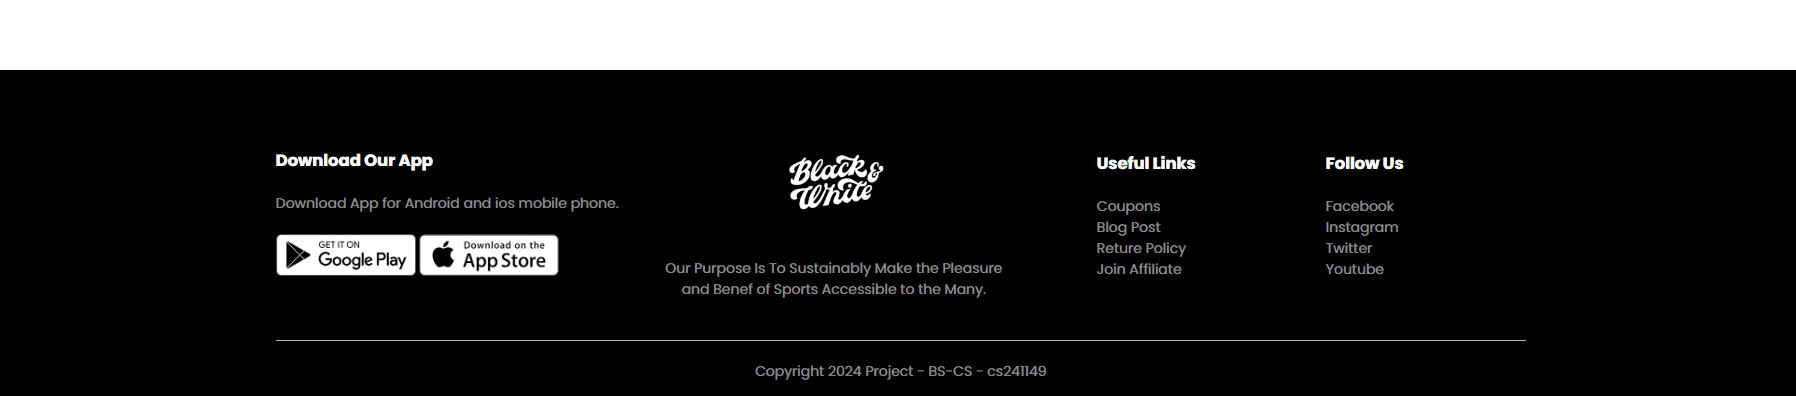 Download Our App
Download App for Android and ios mobile phone.
GET IT ON
Google Play
Download on the
App Store
Black &
White
Our Purpose Is To Sustainably Make the Pleasure
and Benef of Sports Accessible to the Many.
Useful Links
Coupons
Blog Post
Reture Policy
Join Affiliate
Follow Us
Facebook
Instagram
Twitter
Youtube
Copyright 2024 Project - BS-CS - cs241149